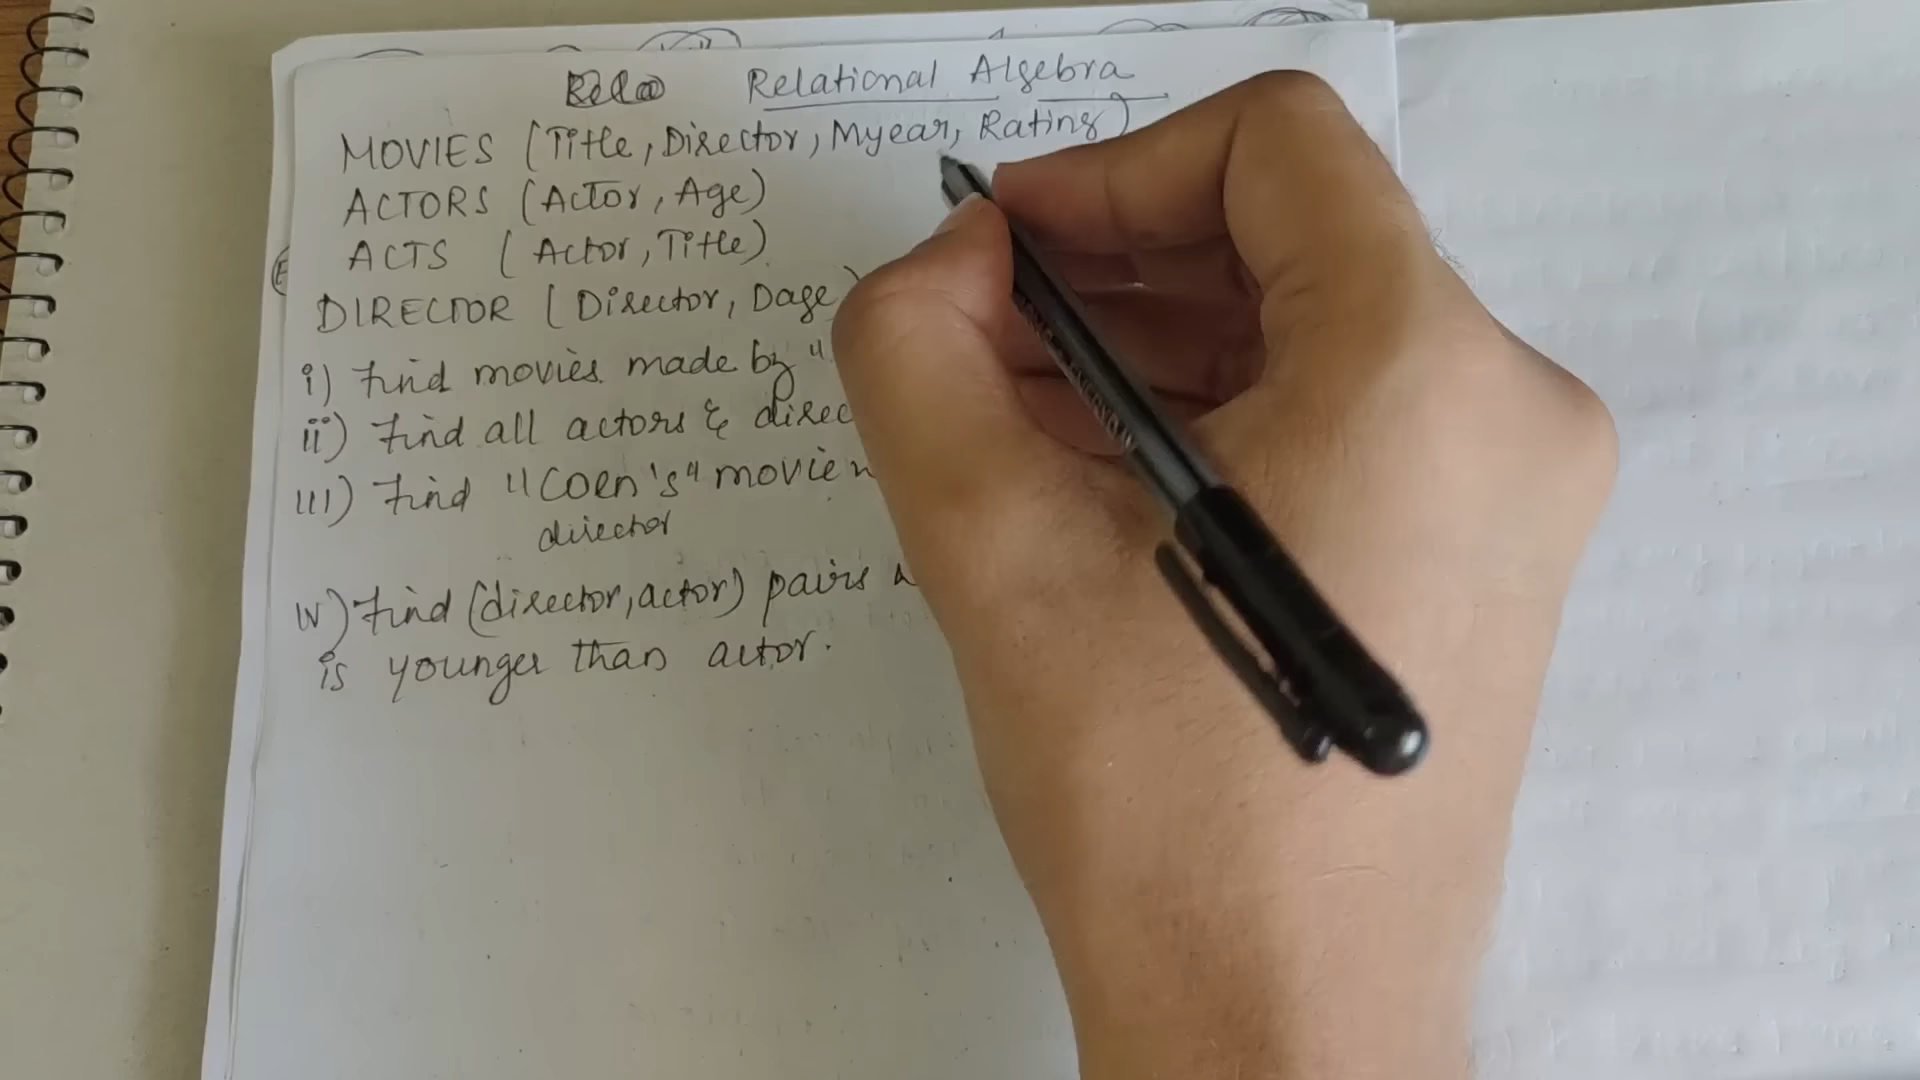 Relational Algebra
MOVIES (Title, Director, Myear, Rating)
ACTORS (Actor, Age)
ACTS (Actor, Title)
DIRECTOR (Director, Dage)
i) Find movies made by "
ii) Find all actors & direc
iii) Find "Coen's" movie
director
iv) Find (director, actor) pairs
is younger than actor.